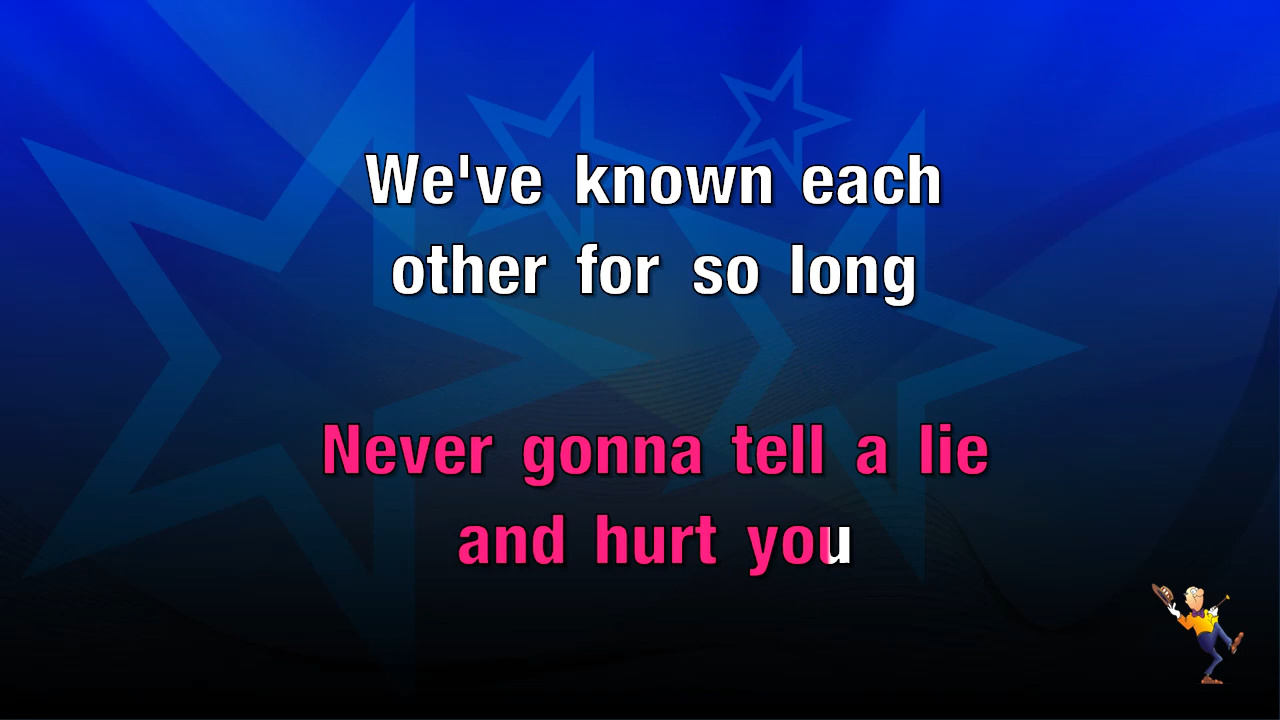 We've known each
other for so long
Never gonna tell a lie
and hurt you